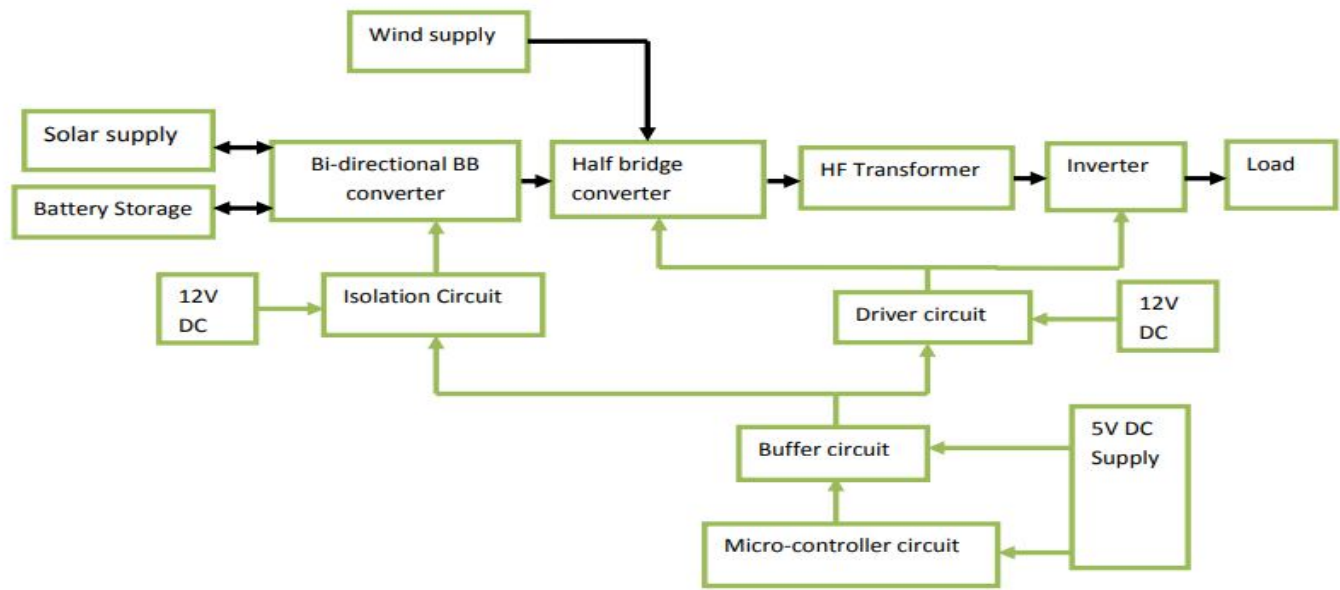 Wind supply
Solar supply
Bi-directional BB
converter
Half bridge
converter
HF Transformer
Inverter
Load
Battery Storage
12V
DC
Isolation Circuit
Driver circuit
12V
DC
Buffer circuit
5V DC
Supply
Micro-controller circuit